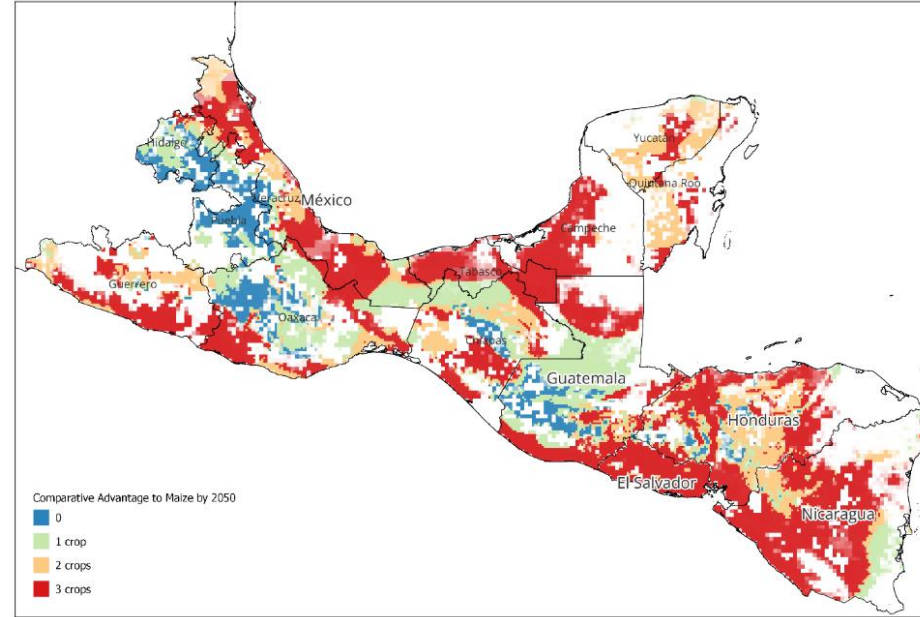 Yucatán
Hidalgo
Quintana Roo
Veracruz
México
Puebla
Campeche
Tabasco
Guerrero
Oaxaca
Chiapas
Guatemala
Honduras
El Salvador
Nicaragua
Comparative Advantage to Maize by 2050
0
1 crop
2 crops
3 crops